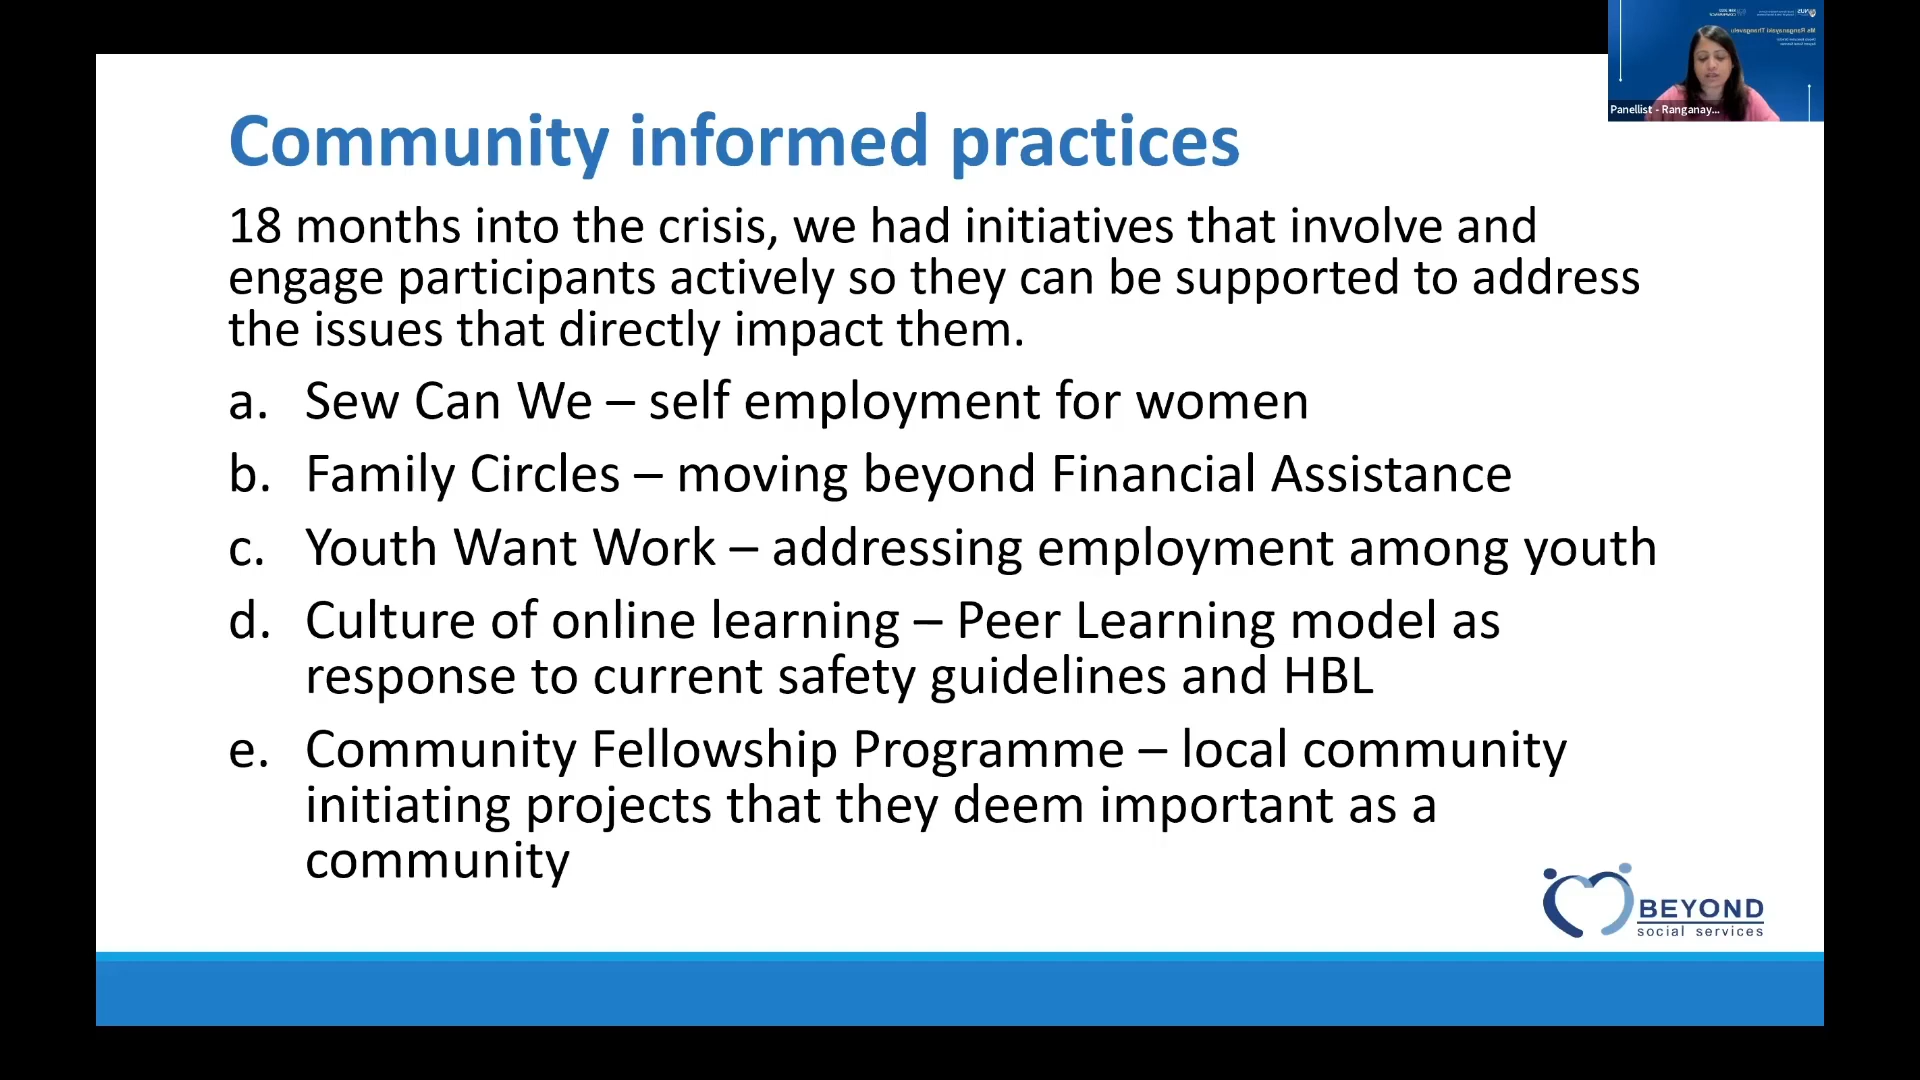 Community informed practices
18 months into the crisis, we had initiatives that involve and
engage participants actively so they can be supported to address
the issues that directly impact them.
a. Sew Can We – self employment for women
b. Family Circles – moving beyond Financial Assistance
c. Youth Want Work – addressing employment among youth
d. Culture of online learning – Peer Learning model as
response to current safety guidelines and HBL
e. Community Fellowship Programme – local community
initiating projects that they deem important as a
community
BEYOND
social services
NUS
Ms Ranganayaki Thangavelu
Panellist - Ranganay...